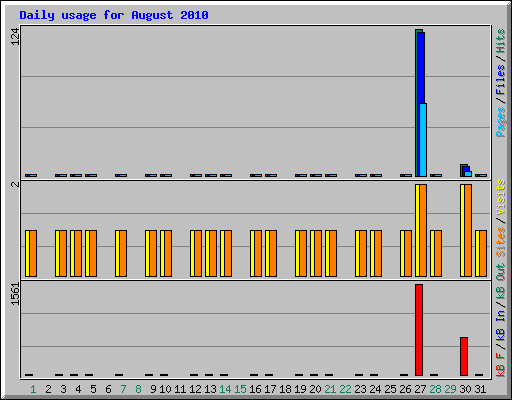 Daily usage for August 2010
124
Pages / Files / Hits
2
Sites / Visits
1561
kB F / kB In / kB Out
1 2 3 4 5 6 7 8 9 10 11 12 13 14 15 16 17 18 19 20 21 22 23 24 25 26 27 28 29 30 31